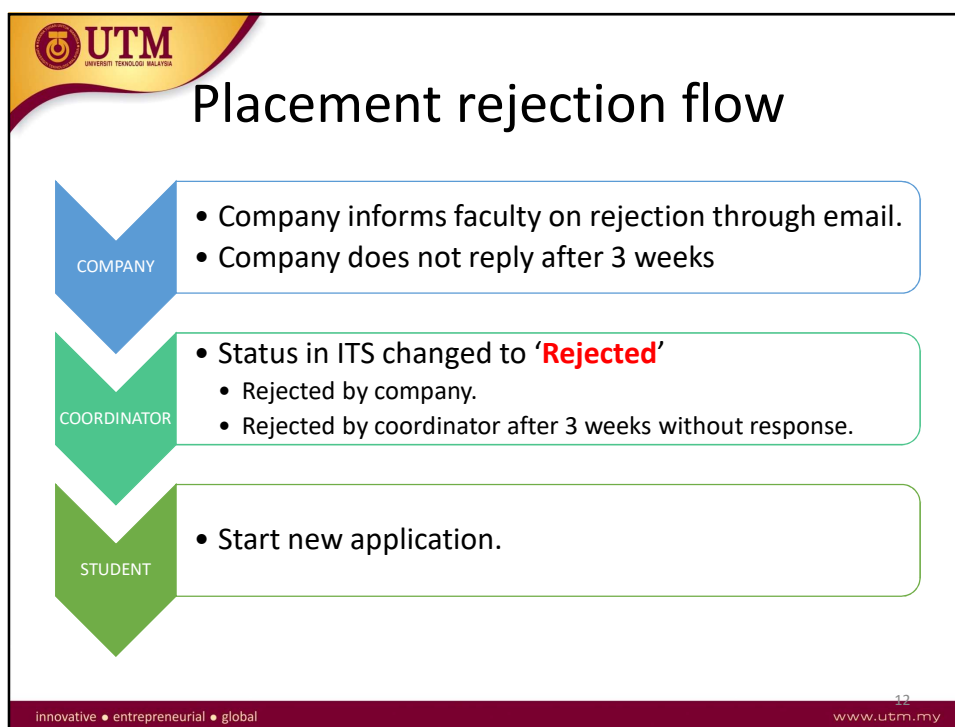 UTM
UNIVERSITI TEKNOLOGI MALAYSIA
Placement rejection flow
COMPANY
• Company informs faculty on rejection through email.
• Company does not reply after 3 weeks
COORDINATOR
• Status in ITS changed to ‘Rejected’
• Rejected by company.
• Rejected by coordinator after 3 weeks without response.
STUDENT
• Start new application.
12
innovative ● entrepreneurial ● global
www.utm.my